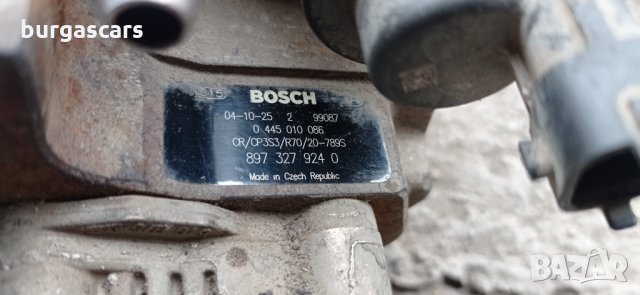 burgascars
BOSCH
04-10-25 2 99087
0 445 010 086
CR/CP3S3/R70/20-789S
897 327 924 0
Made in Czech Republic
BAZAR